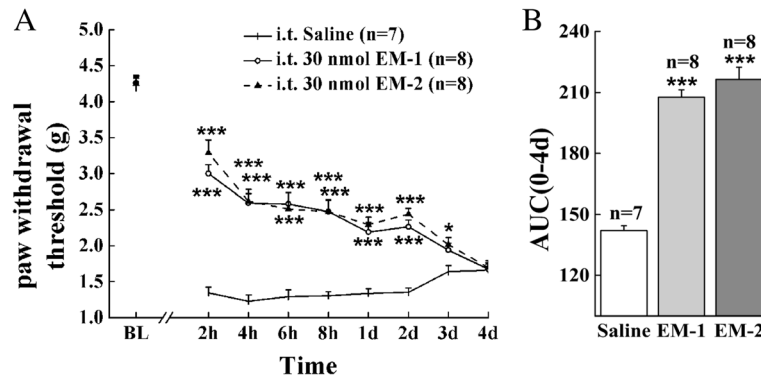 A
i.t. Saline (n=7)
i.t. 30 nmol EM-1 (n=8)
i.t. 30 nmol EM-2 (n=8)
paw withdrawal
threshold (g)
5.0
4.5
4.0
3.5
3.0
2.5
2.0
1.5
1.0
***
***
***
***
***
***
***
***
***
***
***
***
*
BL
2h
4h
6h
8h
1d
2d
3d
4d
Time
B
AUC(0-4d)
240
210
180
150
120
n=7
n=8
***
n=8
***
Saline
EM-1
EM-2